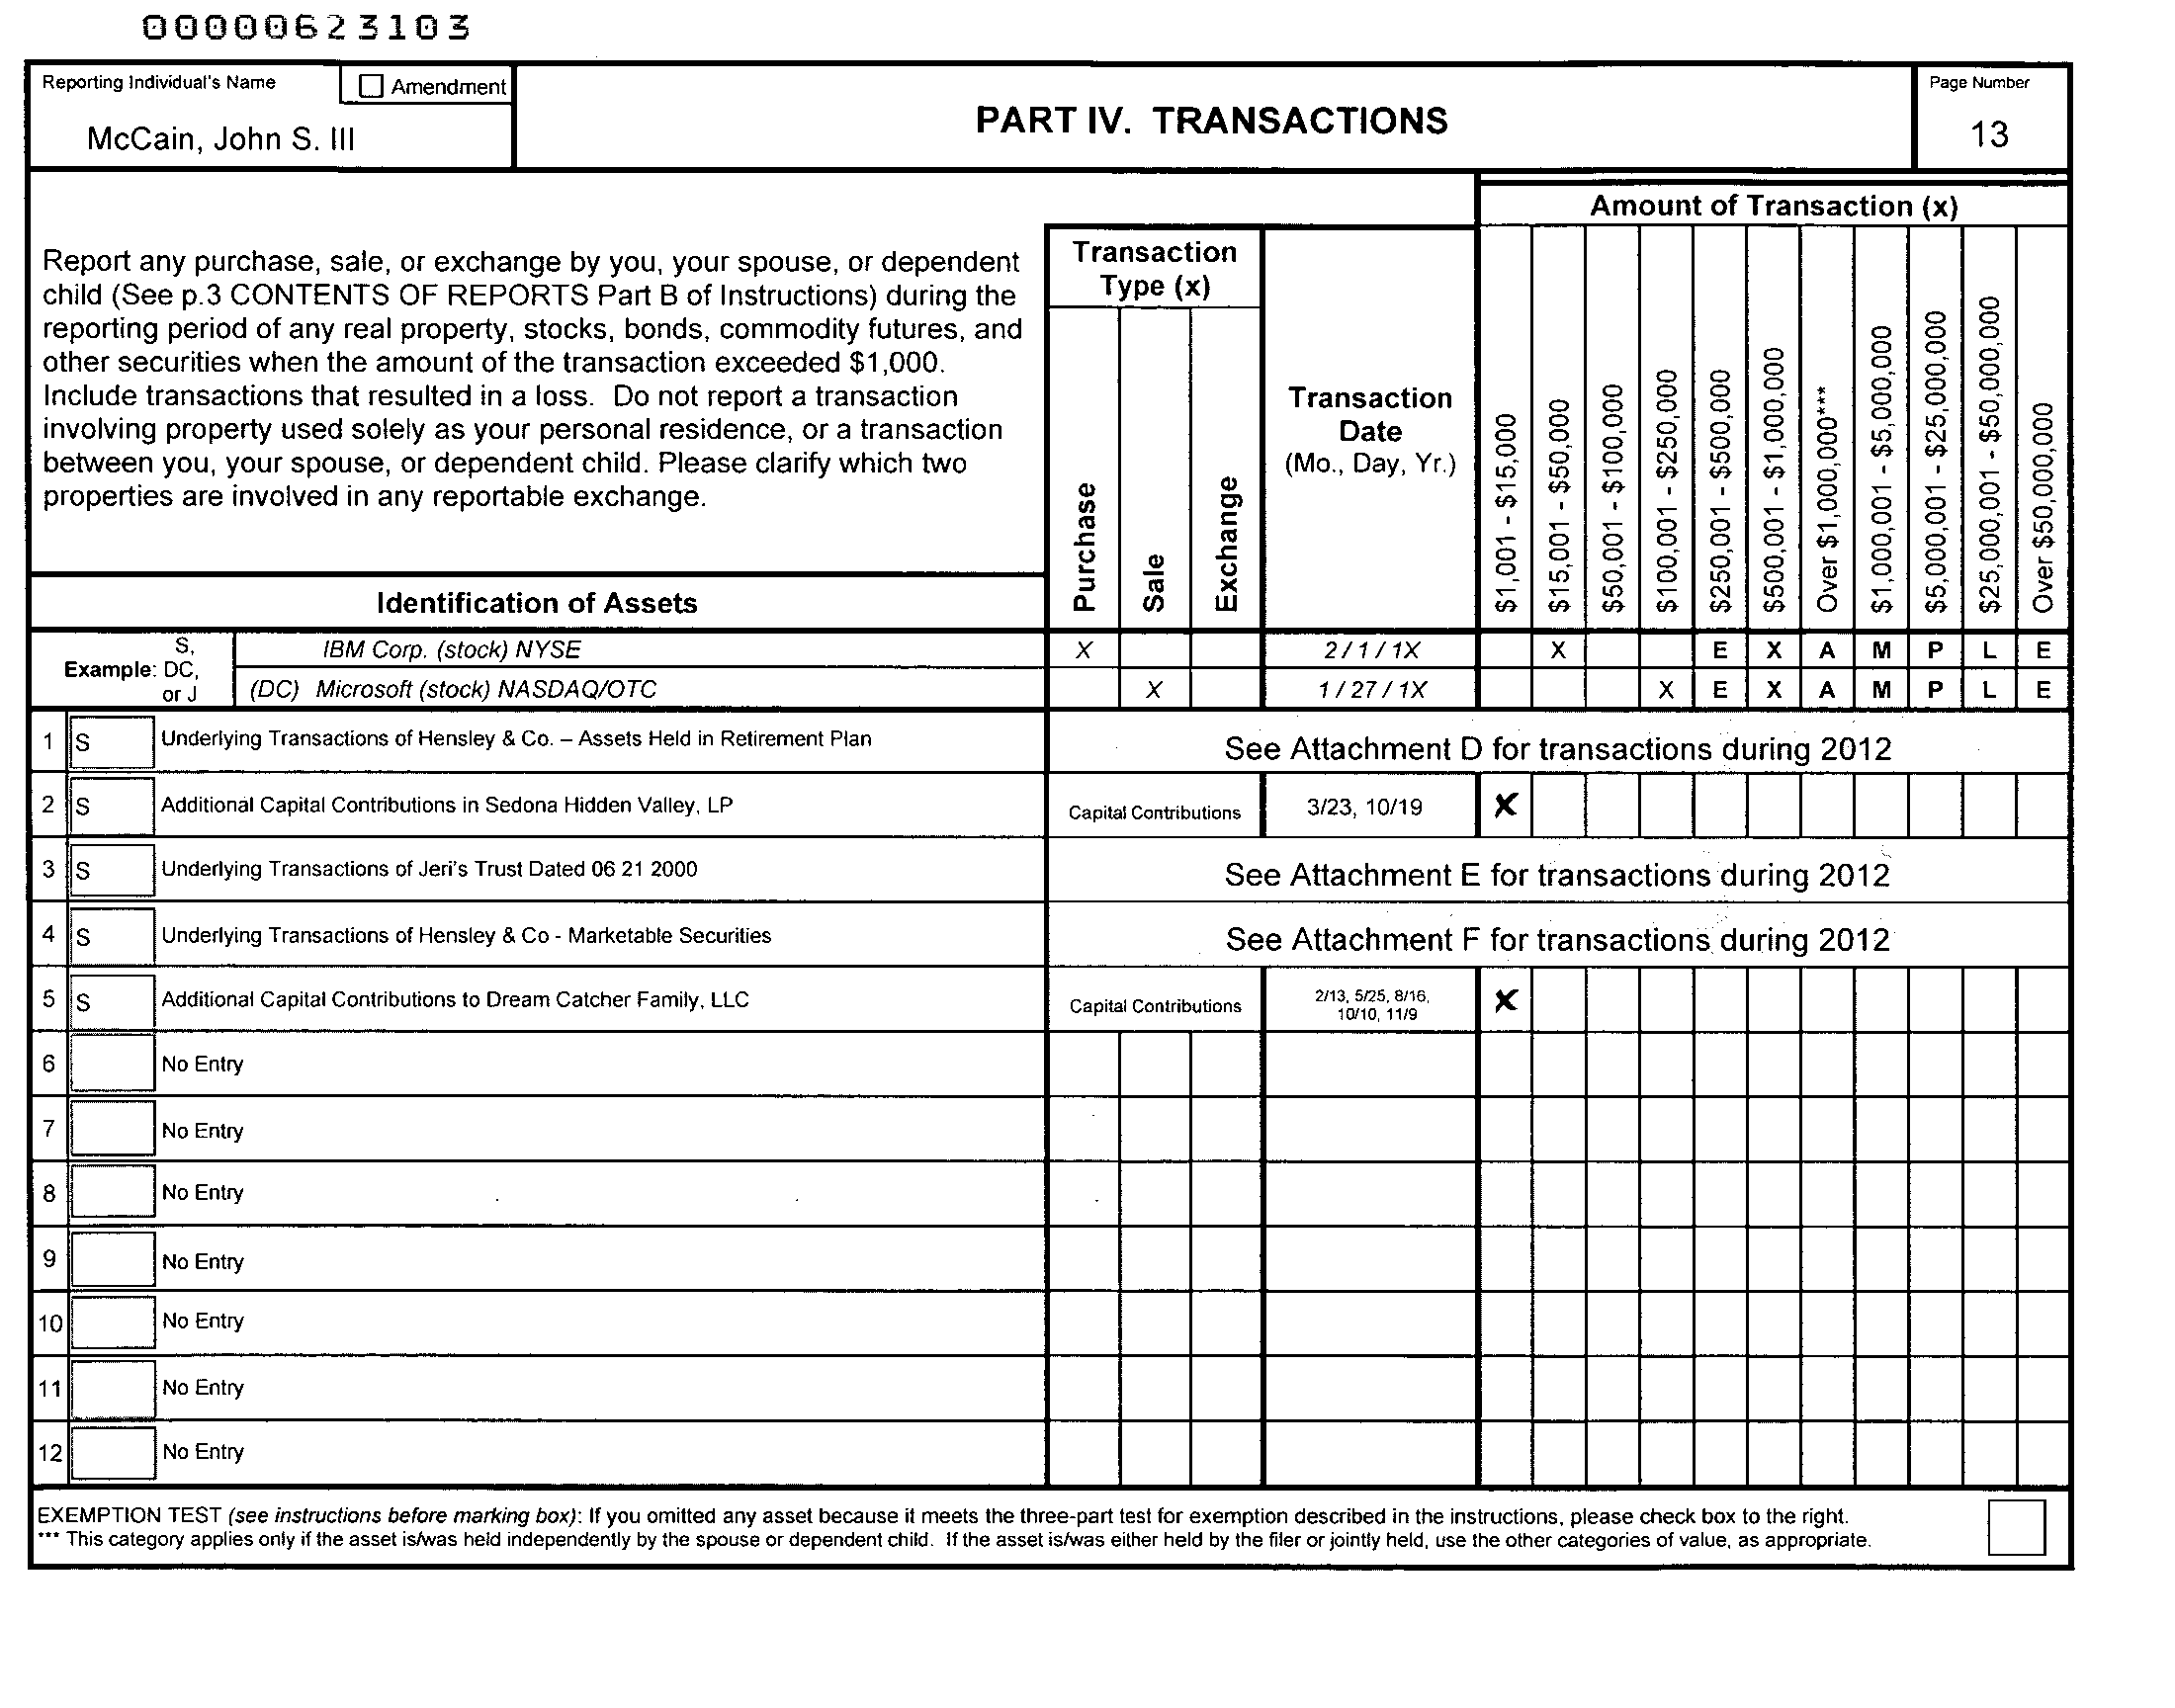 00000623103
Reporting Individual's Name
Amendment
McCain, John S. III
PART IV. TRANSACTIONS
Page Number
13
Report any purchase, sale, or exchange by you, your spouse, or dependent
child (See p.3 CONTENTS OF REPORTS Part B of Instructions) during the
reporting period of any real property, stocks, bonds, commodity futures, and
other securities when the amount of the transaction exceeded $1,000.
Include transactions that resulted in a loss. Do not report a transaction
involving property used solely as your personal residence, or a transaction
between you, your spouse, or dependent child. Please clarify which two
properties are involved in any reportable exchange.
Identification of Assets
Transaction
Type (x)
Purchase
Sale
Exchange
Transaction
Date
(Mo., Day, Yr.)
Amount of Transaction (x)
$1,001 - $15,000
$15,001 - $50,000
$50,001 - $100,000
$100,001 - $250,000
$250,001 - $500,000
$500,001 - $1,000,000
Over $1,000,000***
$1,000,001 - $5,000,000
$5,000,001 - $25,000,000
$25,000,001 - $50,000,000
Over $50,000,000
Example: S, DC, or J
IBM Corp. (stock) NYSE X 2 / 1 / 1X X E X A M P L E
(DC) Microsoft (stock) NASDAQ/OTC X 1 / 27 / 1X X E X A M P L E
1 S Underlying Transactions of Hensley & Co. – Assets Held in Retirement Plan See Attachment D for transactions during 2012
2 S Additional Capital Contributions in Sedona Hidden Valley, LP Capital Contributions 3/23, 10/19 X
3 S Underlying Transactions of Jeri's Trust Dated 06 21 2000 See Attachment E for transactions during 2012
4 S Underlying Transactions of Hensley & Co - Marketable Securities See Attachment F for transactions during 2012
5 S Additional Capital Contributions to Dream Catcher Family, LLC Capital Contributions 2/13, 5/25, 8/16, 10/10, 11/9 X
6 No Entry
7 No Entry
8 No Entry
9 No Entry
10 No Entry
11 No Entry
12 No Entry
EXEMPTION TEST (see instructions before marking box): If you omitted any asset because it meets the three-part test for exemption described in the instructions, please check box to the right.
*** This category applies only if the asset is/was held independently by the spouse or dependent child. If the asset is/was either held by the filer or jointly held, use the other categories of value, as appropriate.